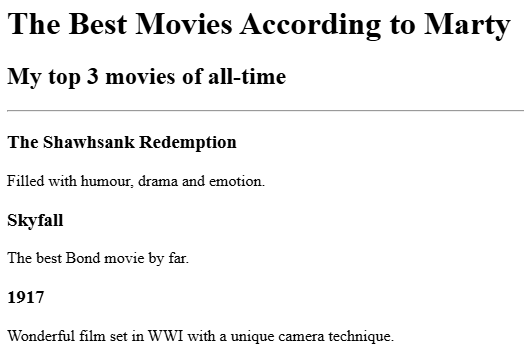 The Best Movies According to Marty
My top 3 movies of all-time
The Shawhsank Redemption
Filled with humour, drama and emotion.
Skyfall
The best Bond movie by far.
1917
Wonderful film set in WWI with a unique camera technique.